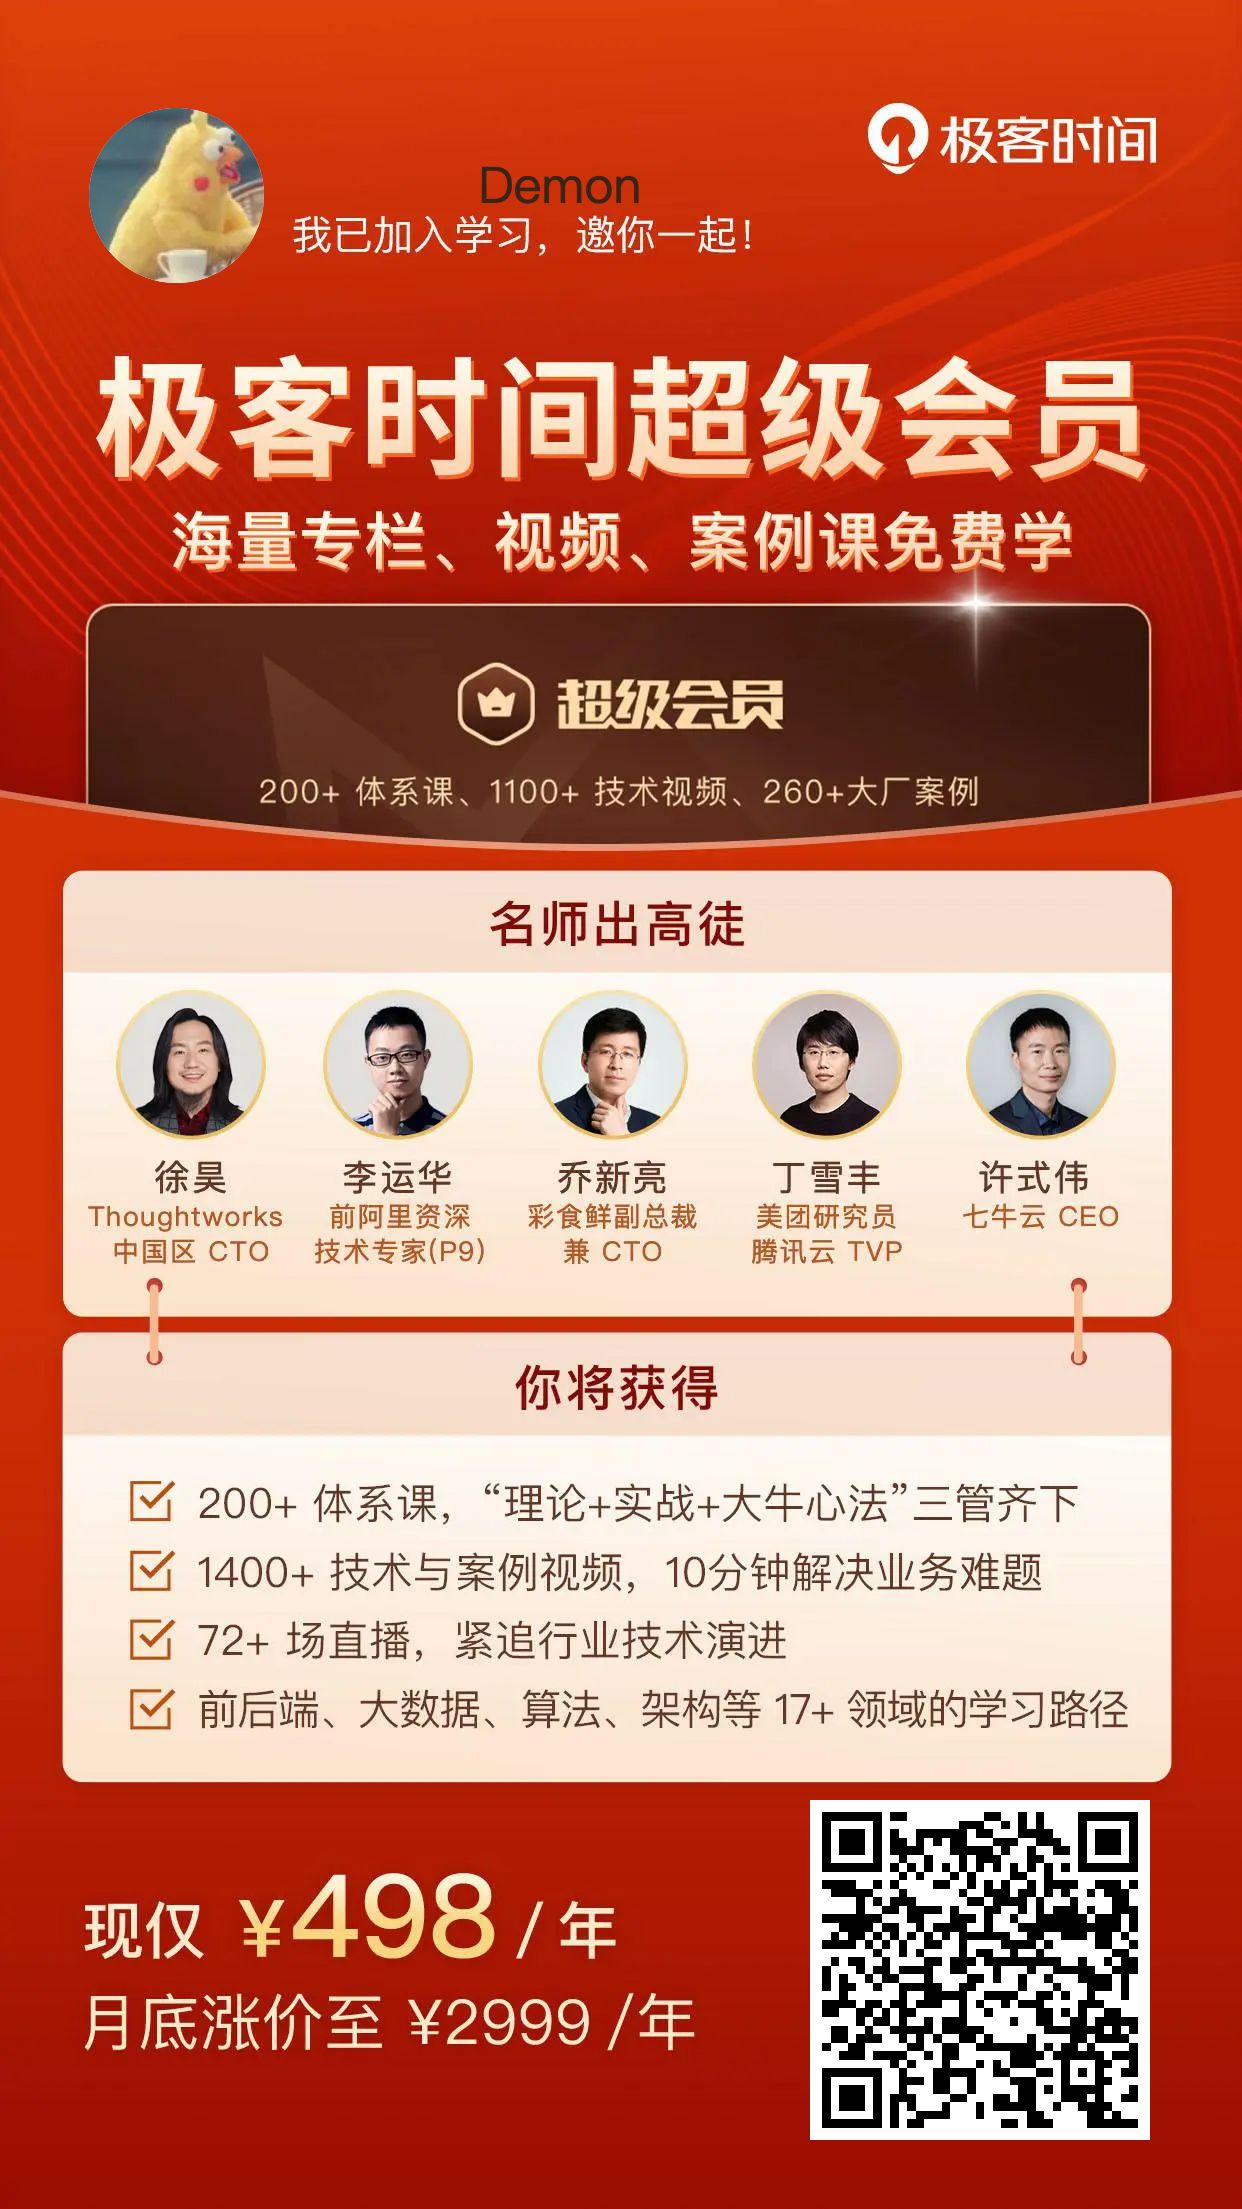 极客时间
Demon
我已加入学习，邀你一起！
极客时间超级会员
海量专栏、视频、案例课免费学
超级会员
200+ 体系课、1100+ 技术视频、260+大厂案例
名师出高徒
徐昊
Thoughtworks
中国区 CTO
李运华
前阿里资深
技术专家(P9)
乔新亮
彩食鲜副总裁
兼 CTO
丁雪丰
美团研究员
腾讯云 TVP
许式伟
七牛云 CEO
你将获得
200+ 体系课，“理论+实战+大牛心法”三管齐下
1400+ 技术与案例视频，10分钟解决业务难题
72+ 场直播，紧追行业技术演进
前后端、大数据、算法、架构等 17+ 领域的学习路径
现仅 ¥498 / 年
月底涨价至 ¥2999 /年